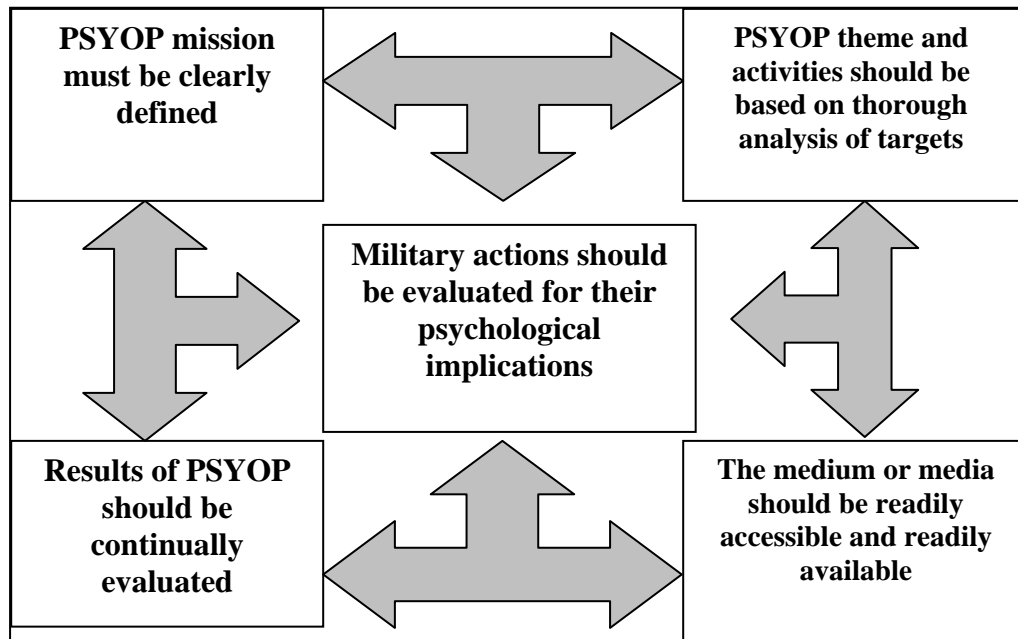 PSYOP mission
must be clearly
defined
PSYOP theme and
activities should be
based on thorough
analysis of targets
Military actions should
be evaluated for their
psychological
implications
Results of PSYOP
should be
continually
evaluated
The medium or media
should be readily
accessible and readily
available